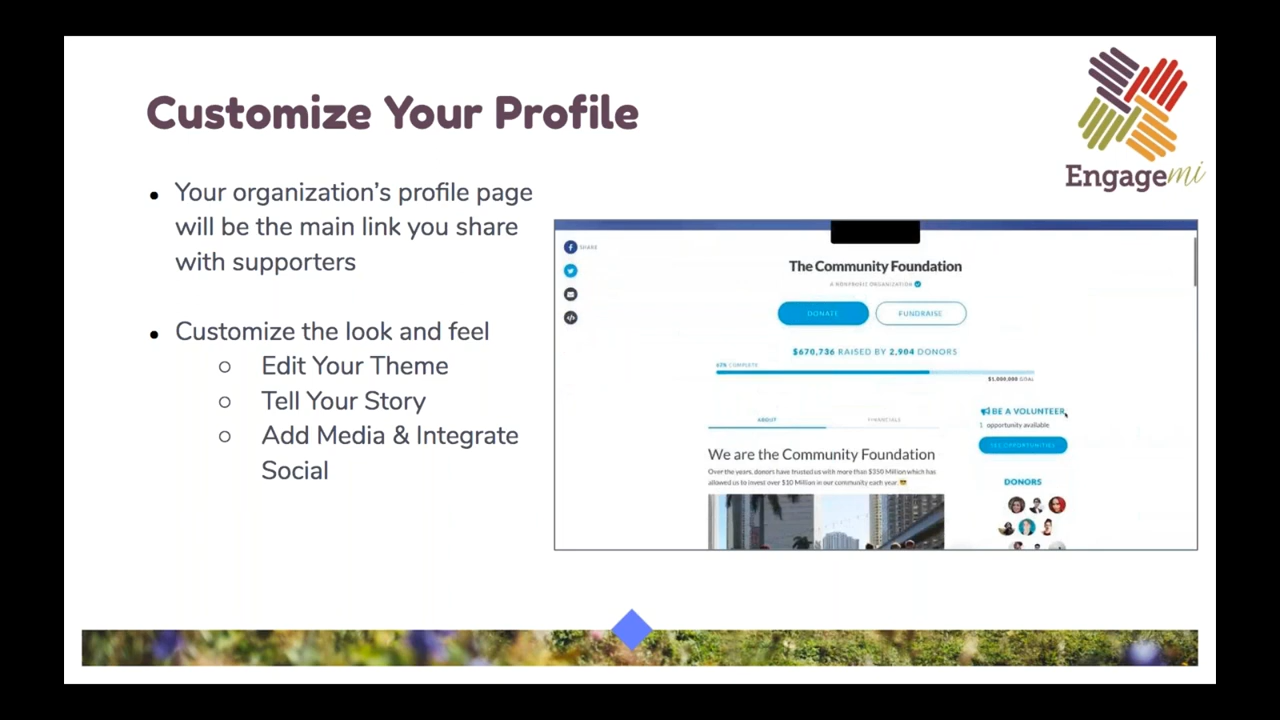 Customize Your Profile
Engagemi
• Your organization's profile page
will be the main link you share
with supporters
• Customize the look and feel
○ Edit Your Theme
○ Tell Your Story
○ Add Media & Integrate
Social
SHARE
The Community Foundation
A NONPROFIT ORGANIZATION
DONATE
FUNDRAISE
$670,736 RAISED BY 2,904 DONORS
67% COMPLETE
$1,000,000 GOAL
ABOUT
FINANCIALS
BE A VOLUNTEER
1 opportunity available
SEE OPPORTUNITIES
We are the Community Foundation
Over the years, donors have trusted us with more than $350 Million which has
allowed us to invest over $10 Million in our community each year. 😎
DONORS